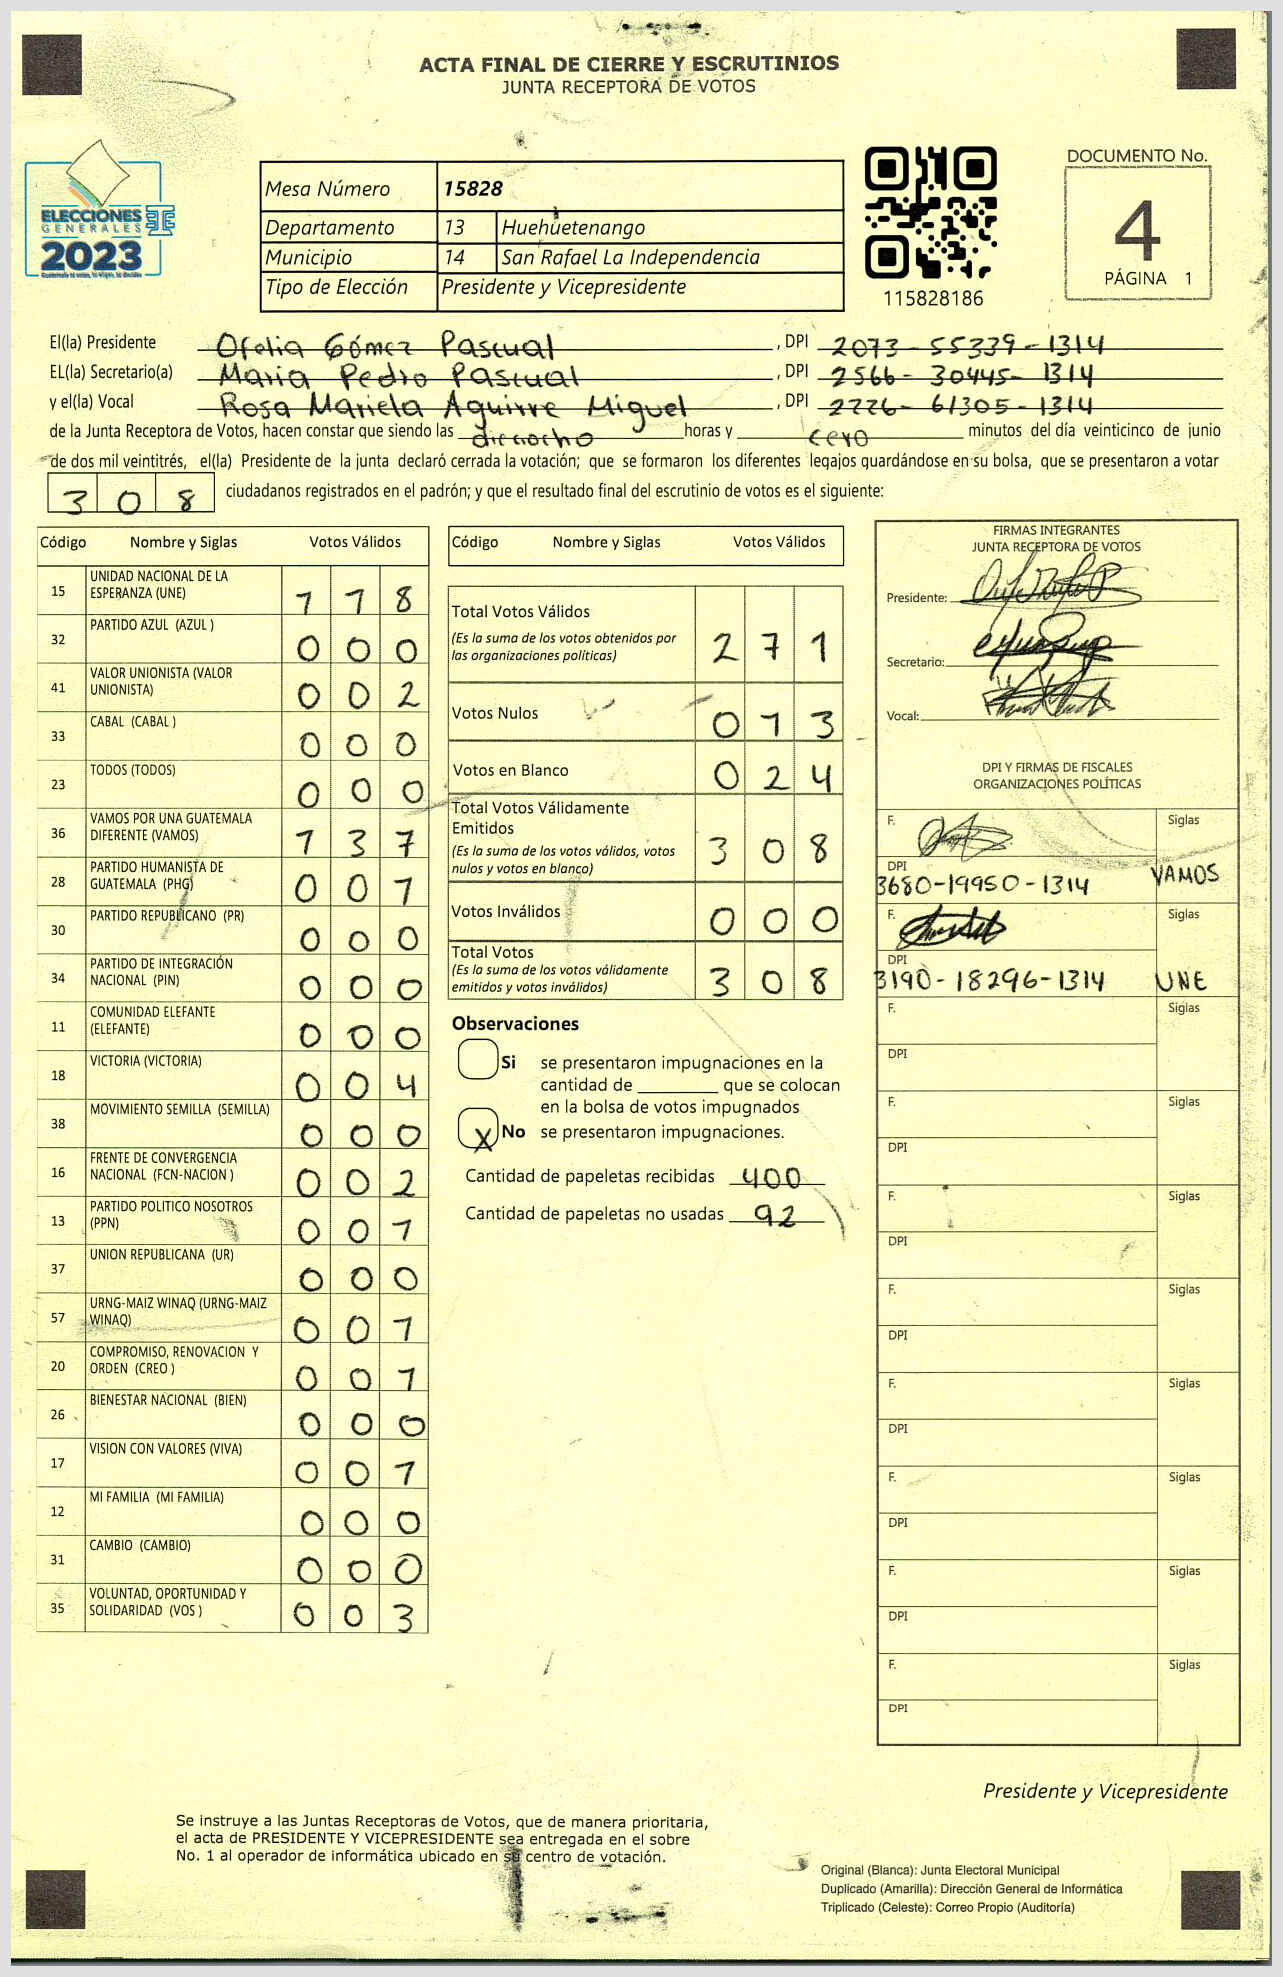 ACTA FINAL DE CIERRE Y ESCRUTINIOS
JUNTA RECEPTORA DE VOTOS
ELECCIONES
GENERALES
2023
Mesa Número 15828
Departamento 13 Huehuetenango
Municipio 14 San Rafael La Independencia
Tipo de Elección Presidente y Vicepresidente
115828186
DOCUMENTO No.
4
PÁGINA 1
El(la) Presidente Ofelia Gómez Pascual , DPI 2073-55339-1314
EL(la) Secretario(a) Maria Pedro Pascual , DPI 2566-30445-1314
y el(la) Vocal Rosa Mariela Aguirre Miguel , DPI 2226-61305-1314
de la Junta Receptora de Votos, hacen constar que siendo las dieciocho horas y cero minutos del día veinticinco de junio
de dos mil veintitrés, el(la) Presidente de la junta declaró cerrada la votación; que se formaron los diferentes legajos guardándose en su bolsa, que se presentaron a votar
308 ciudadanos registrados en el padrón; y que el resultado final del escrutinio de votos es el siguiente:
Código Nombre y Siglas Votos Válidos
15 UNIDAD NACIONAL DE LA
ESPERANZA (UNE) 1 1 8
32 PARTIDO AZUL (AZUL ) 0 0 0
41 VALOR UNIONISTA (VALOR
UNIONISTA) 0 0 2
33 CABAL (CABAL ) 0 0 0
23 TODOS (TODOS) 0 0 0
36 VAMOS POR UNA GUATEMALA
DIFERENTE (VAMOS) 1 3 7
28 PARTIDO HUMANISTA DE
GUATEMALA (PHG) 0 0 1
30 PARTIDO REPUBLICANO (PR) 0 0 0
34 PARTIDO DE INTEGRACIÓN
NACIONAL (PIN) 0 0 0
11 COMUNIDAD ELEFANTE
(ELEFANTE) 0 0 0
18 VICTORIA (VICTORIA) 0 0 4
38 MOVIMIENTO SEMILLA (SEMILLA) 0 0 0
16 FRENTE DE CONVERGENCIA
NACIONAL (FCN-NACION ) 0 0 2
13 PARTIDO POLITICO NOSOTROS
(PPN) 0 0 1
37 UNION REPUBLICANA (UR) 0 0 0
57 URNG-MAIZ WINAQ (URNG-MAIZ
WINAQ) 0 0 1
20 COMPROMISO, RENOVACION Y
ORDEN (CREO ) 0 0 1
26 BIENESTAR NACIONAL (BIEN) 0 0 0
17 VISION CON VALORES (VIVA) 0 0 1
12 MI FAMILIA (MI FAMILIA) 0 0 0
31 CAMBIO (CAMBIO) 0 0 0
35 VOLUNTAD, OPORTUNIDAD Y
SOLIDARIDAD (VOS ) 0 0 3
Código Nombre y Siglas Votos Válidos
Total Votos Válidos
(Es la suma de los votos obtenidos por
las organizaciones políticas) 2 7 1
Votos Nulos 0 1 3
Votos en Blanco 0 2 4
Total Votos Válidamente
Emitidos
(Es la suma de los votos válidos, votos
nulos y votos en blanco) 3 0 8
Votos Inválidos 0 0 0
Total Votos
(Es la suma de los votos válidamente
emitidos y votos inválidos) 3 0 8
Observaciones
Si se presentaron impugnaciones en la
cantidad de ________ que se colocan
en la bolsa de votos impugnados
X No se presentaron impugnaciones.
Cantidad de papeletas recibidas 400
Cantidad de papeletas no usadas 92
FIRMAS INTEGRANTES
JUNTA RECEPTORA DE VOTOS
Presidente:
Secretario:
Vocal:
DPI Y FIRMAS DE FISCALES
ORGANIZACIONES POLÍTICAS
F. Siglas
DPI
3680-19950-1314 VAMOS
F. Siglas
DPI
3190-18296-1314 UNE
F. Siglas
DPI
F. Siglas
DPI
F. Siglas
DPI
F. Siglas
DPI
F. Siglas
DPI
F. Siglas
DPI
F. Siglas
DPI
F. Siglas
DPI
Presidente y Vicepresidente
Se instruye a las Juntas Receptoras de Votos, que de manera prioritaria,
el acta de PRESIDENTE Y VICEPRESIDENTE sea entregada en el sobre
No. 1 al operador de informática ubicado en su centro de votación.
Original (Blanca): Junta Electoral Municipal
Duplicado (Amarilla): Dirección General de Informática
Triplicado (Celeste): Correo Propio (Auditoría)